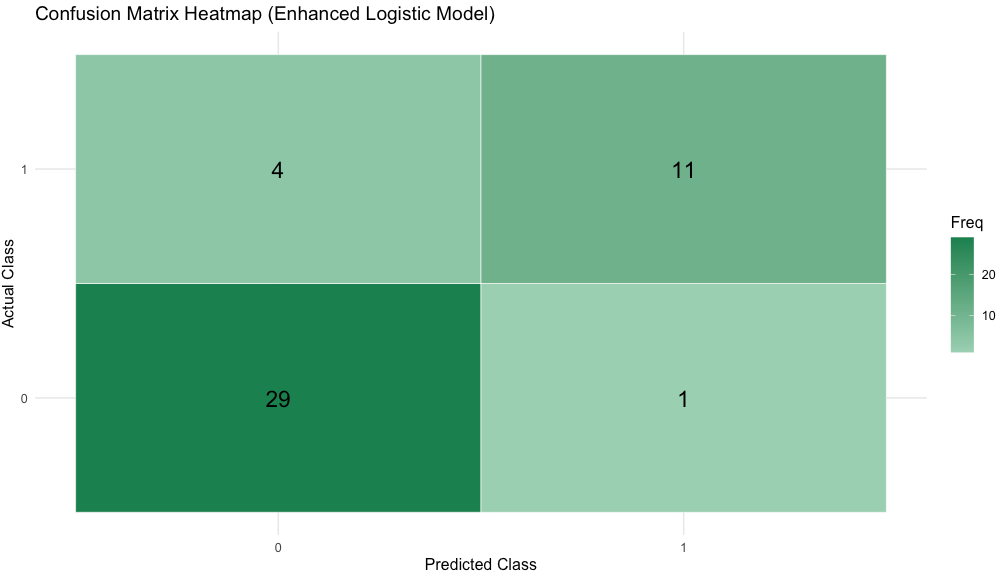 Confusion Matrix Heatmap (Enhanced Logistic Model)
Actual Class
1
4
11
0
29
1
0
1
Predicted Class
Freq
20
10